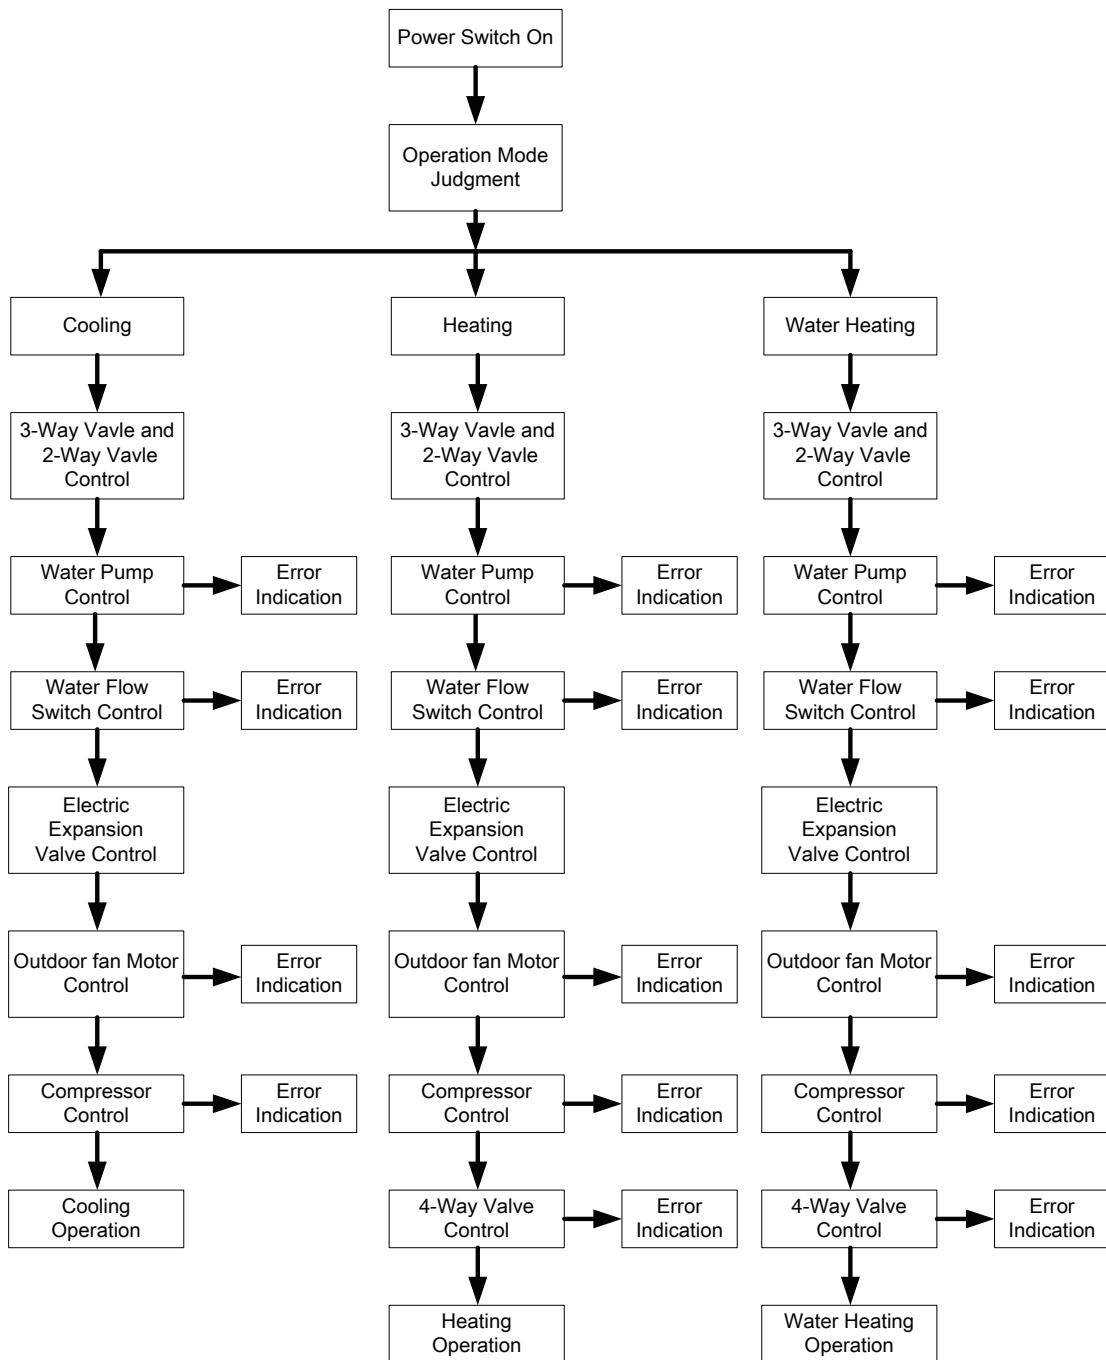 Power Switch On
Operation Mode
Judgment
Cooling
Heating
Water Heating
3-Way Vavle and
2-Way Vavle
Control
3-Way Vavle and
2-Way Vavle
Control
3-Way Vavle and
2-Way Vavle
Control
Water Pump
Control
Error
Indication
Water Pump
Control
Error
Indication
Water Pump
Control
Error
Indication
Water Flow
Switch Control
Error
Indication
Water Flow
Switch Control
Error
Indication
Water Flow
Switch Control
Error
Indication
Electric
Expansion
Valve Control
Electric
Expansion
Valve Control
Electric
Expansion
Valve Control
Outdoor fan Motor
Control
Error
Indication
Outdoor fan Motor
Control
Error
Indication
Outdoor fan Motor
Control
Error
Indication
Compressor
Control
Error
Indication
Compressor
Control
Error
Indication
Compressor
Control
Error
Indication
Cooling
Operation
4-Way Valve
Control
Error
Indication
4-Way Valve
Control
Error
Indication
Heating
Operation
Water Heating
Operation